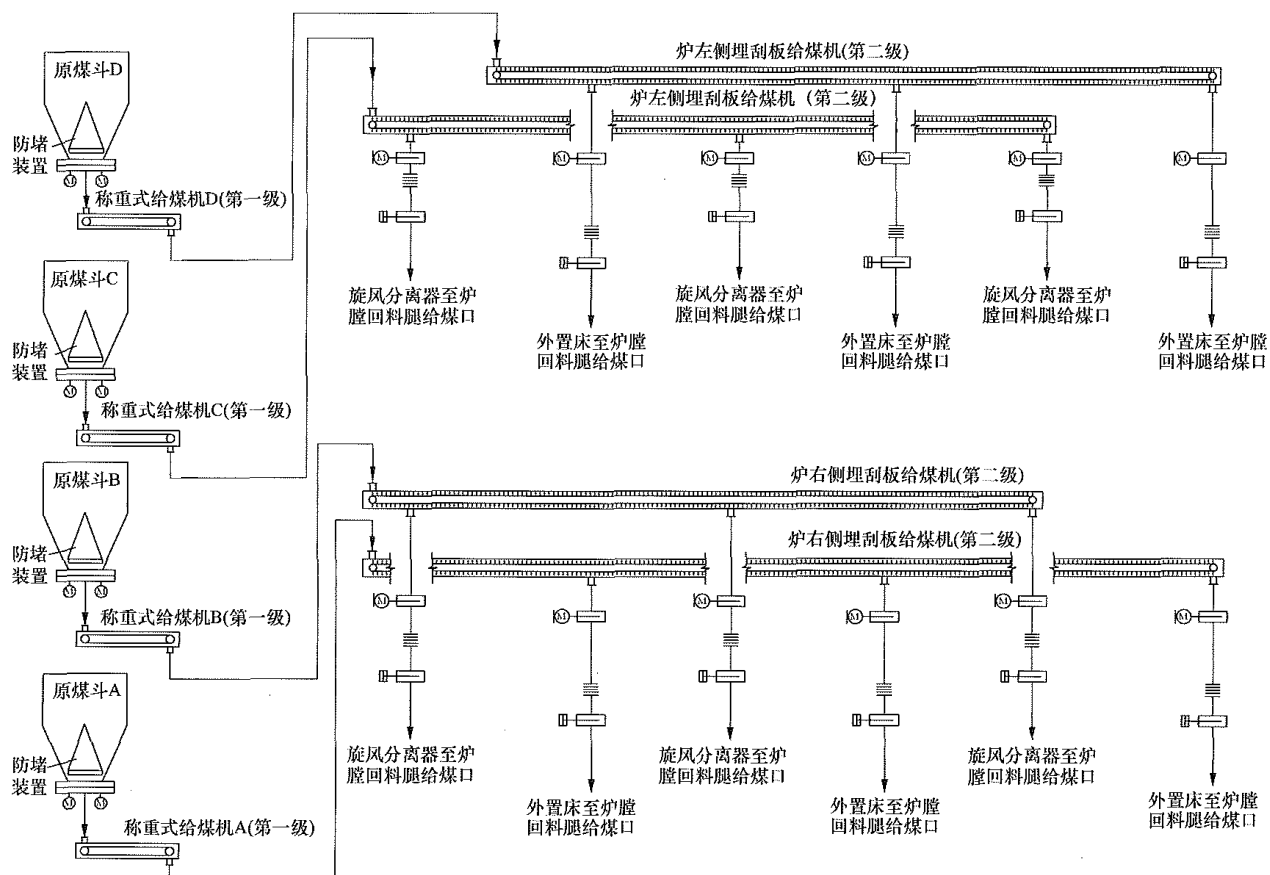 原煤斗D
防堵
装置
M
M
称重式给煤机D(第一级)
原煤斗C
防堵
装置
M
M
称重式给煤机C(第一级)
原煤斗B
防堵
装置
M
M
称重式给煤机B(第一级)
原煤斗A
防堵
装置
M
M
称重式给煤机A(第一级)
炉左侧埋刮板给煤机(第二级)
炉左侧埋刮板给煤机（第二级）
M
M
M
M
M
M
旋风分离器至炉
膛回料腿给煤口
外置床至炉膛
回料腿给煤口
旋风分离器至炉
膛回料腿给煤口
外置床至炉膛
回料腿给煤口
旋风分离器至炉
膛回料腿给煤口
外置床至炉膛
回料腿给煤口
炉右侧埋刮板给煤机(第二级)
炉右侧埋刮板给煤机(第二级)
M
M
M
M
M
M
旋风分离器至炉
膛回料腿给煤口
外置床至炉膛
回料腿给煤口
旋风分离器至炉
膛回料腿给煤口
外置床至炉膛
回料腿给煤口
旋风分离器至炉
膛回料腿给煤口
外置床至炉膛
回料腿给煤口